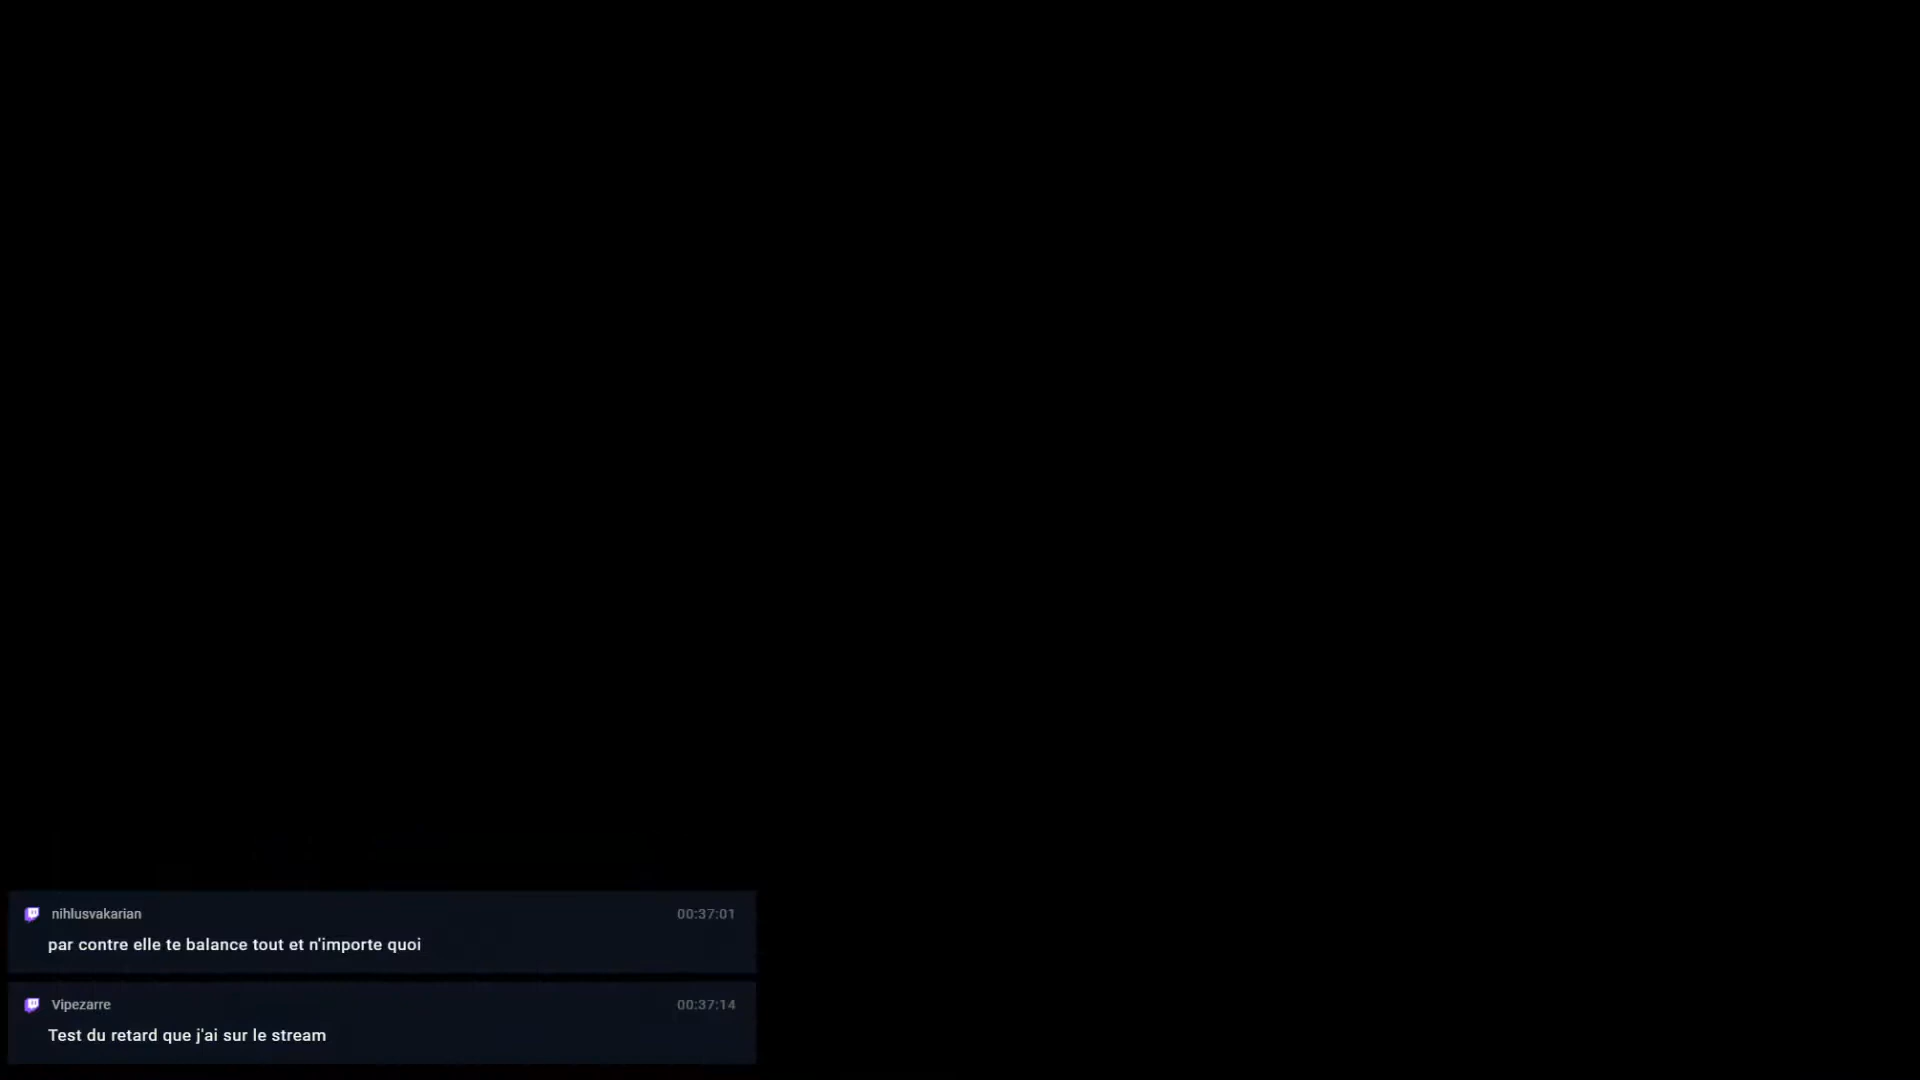 nihlusvakarian 00:37:01
par contre elle te balance tout et n'importe quoi
Vipezarre 00:37:14
Test du retard que j'ai sur le stream